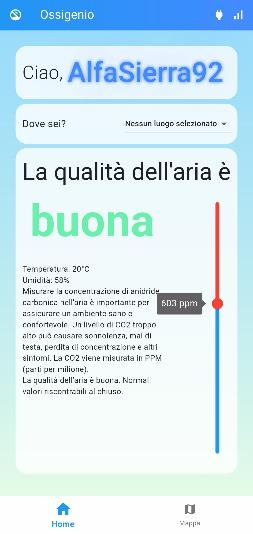 Ossigenio
Ciao, AlfaSierra92
Dove sei?
Nessun luogo selezionato
La qualità dell'aria è
buona
Temperatura: 20°C
Umidità: 58%
Misurare la concentrazione di anidride
carbonica nell'aria è importante per
assicurare un ambiente sano e
confortevole. Un livello di CO2 troppo
alto può causare sonnolenza, mal di
testa, perdita di concentrazione e altri
sintomi. La CO2 viene misurata in PPM
(parti per milione).
La qualità dell'aria è buona. Normali
valori riscontrabili al chiuso.
603 ppm
Home
Mappa